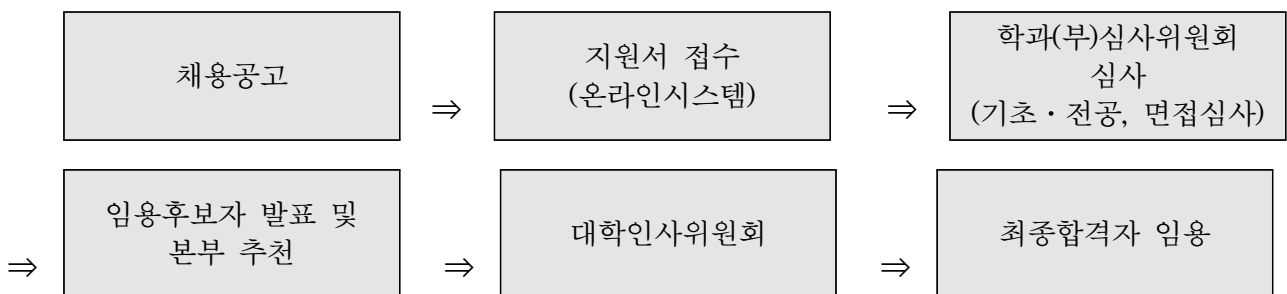 채용공고
⇒
지원서 접수
(온라인시스템)
⇒
학과(부)심사위원회
심사
(기초・전공, 면접심사)
⇒
임용후보자 발표 및
본부 추천
⇒
대학인사위원회
⇒
최종합격자 임용